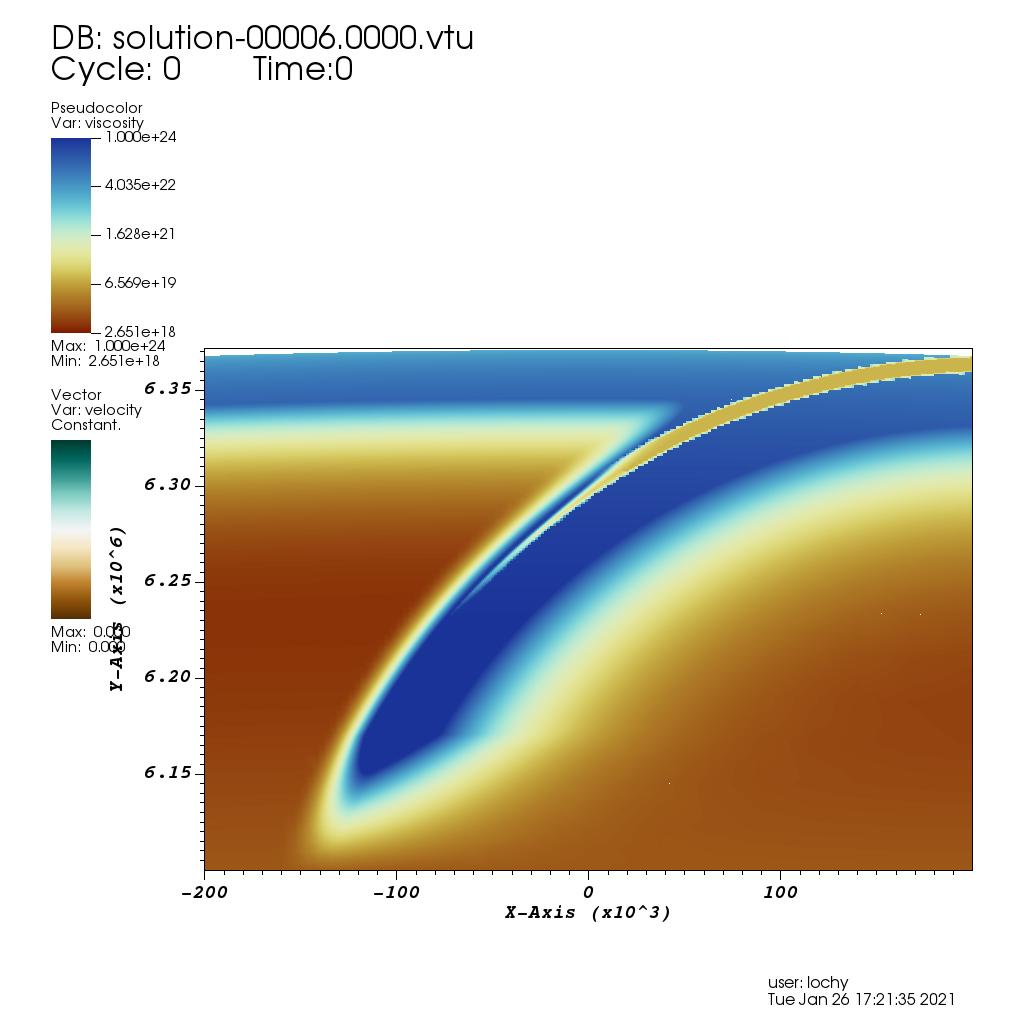 DB: solution-00006.0000.vtu
Cycle: 0 Time:0
Pseudocolor
Var: viscosity
1.000e+24
4.035e+22
1.628e+21
6.569e+19
2.651e+18
Max: 1.000e+24
Min: 2.651e+18
Vector
Var: velocity
Constant.
Max: 0.000
Min: 0.000
Y-Axis (x10^6)
6.35
6.30
6.25
6.20
6.15
-200 -100 0 100
X-Axis (x10^3)
user: lochy
Tue Jan 26 17:21:35 2021